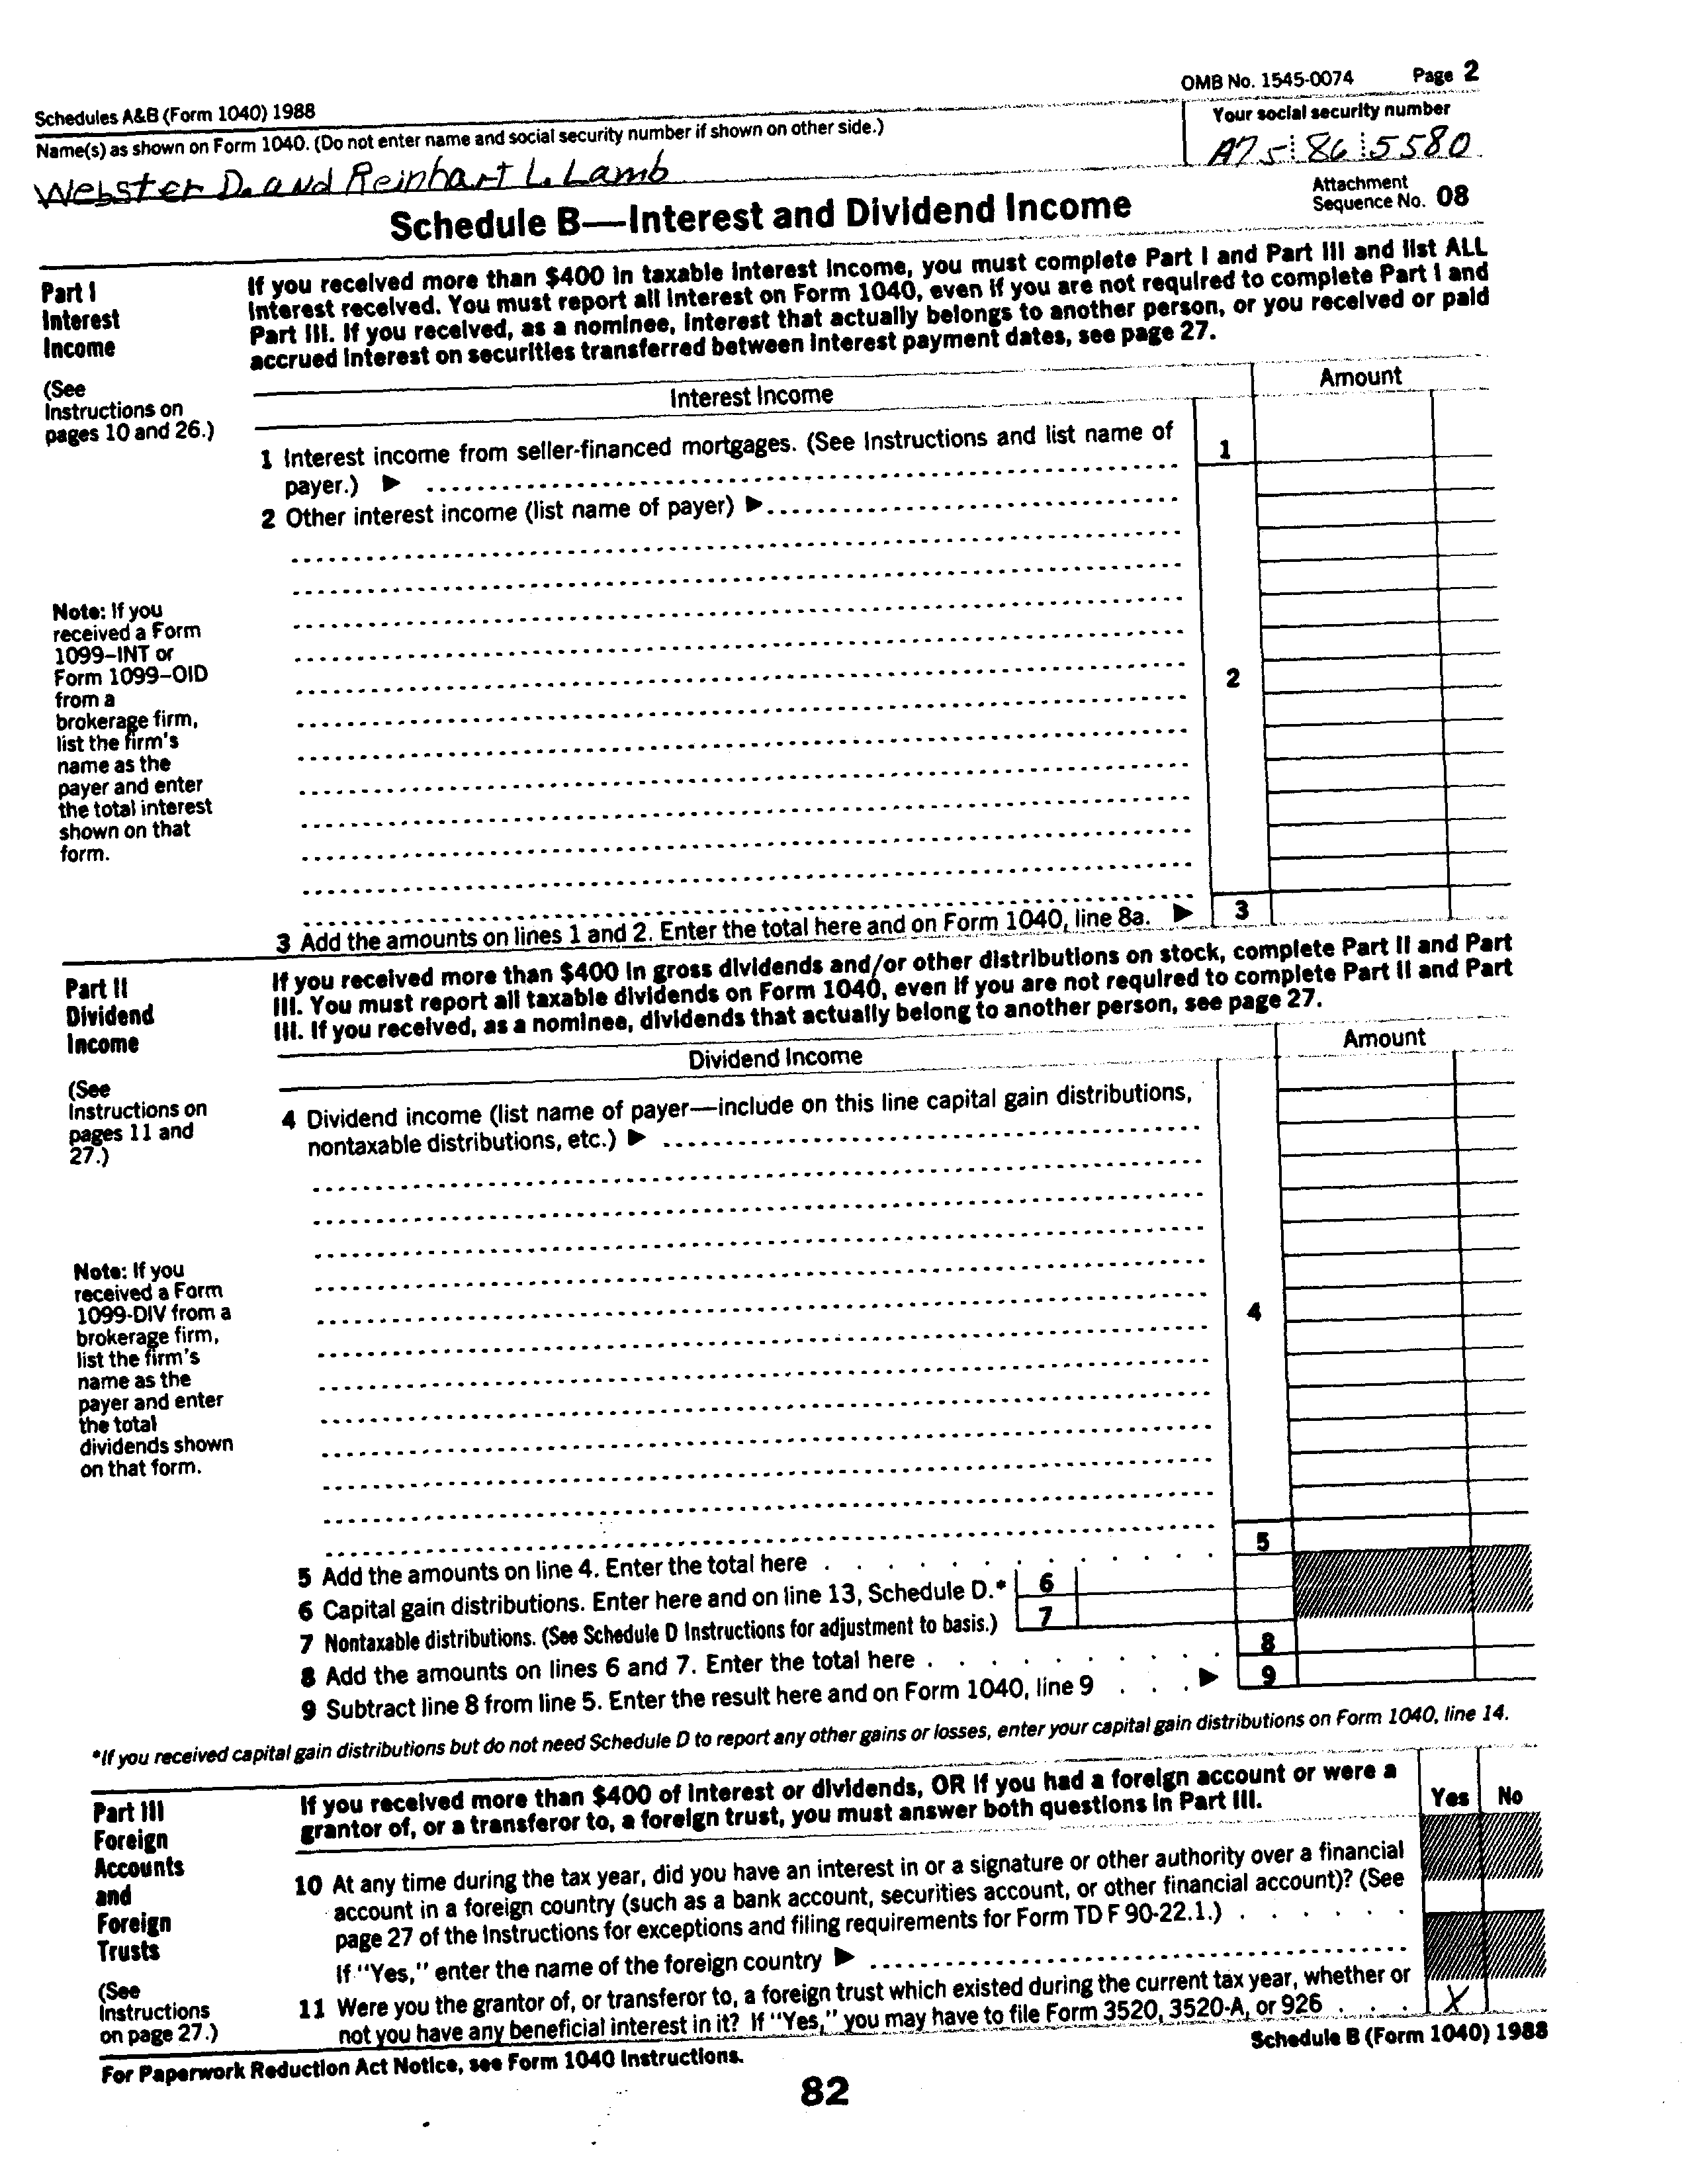 OMB No. 1545-0074 Page 2
Schedules A&B (Form 1040) 1988
Name(s) as shown on Form 1040. (Do not enter name and social security number if shown on other side.)
Your social security number
Webster D. and Reinhart L. Lamb
A75 86 5580
Schedule B—Interest and Dividend Income
Attachment
Sequence No. 08
Part I
Interest
Income
(See
Instructions on
pages 10 and 26.)
If you received more than $400 in taxable interest income, you must complete Part I and Part III and list ALL
interest received. You must report all interest on Form 1040, even if you are not required to complete Part I and
Part III. If you received, as a nominee, interest that actually belongs to another person, or you received or paid
accrued interest on securities transferred between interest payment dates, see page 27.
Interest Income
Amount
1 Interest income from seller-financed mortgages. (See Instructions and list name of
payer.) ▶
1
2 Other interest income (list name of payer) ▶
Note: If you
received a Form
1099–INT or
Form 1099–OID
from a
brokerage firm,
list the firm's
name as the
payer and enter
the total interest
shown on that
form.
2
3 Add the amounts on lines 1 and 2. Enter the total here and on Form 1040, line 8a. ▶ 3
Part II
Dividend
Income
(See
Instructions on
pages 11 and
27.)
If you received more than $400 in gross dividends and/or other distributions on stock, complete Part II and Part
III. You must report all taxable dividends on Form 1040, even if you are not required to complete Part II and Part
III. If you received, as a nominee, dividends that actually belong to another person, see page 27.
Dividend Income
Amount
4 Dividend income (list name of payer—include on this line capital gain distributions,
nontaxable distributions, etc.) ▶
Note: If you
received a Form
1099-DIV from a
brokerage firm,
list the firm's
name as the
payer and enter
the total
dividends shown
on that form.
4
5 Add the amounts on line 4. Enter the total here . . . . . . . . . . . . 5
6 Capital gain distributions. Enter here and on line 13, Schedule D.* 6
7 Nontaxable distributions. (See Schedule D Instructions for adjustment to basis.) 7
8 Add the amounts on lines 6 and 7. Enter the total here . . . . . . . . . . 8
9 Subtract line 8 from line 5. Enter the result here and on Form 1040, line 9 . . . ▶ 9
*If you received capital gain distributions but do not need Schedule D to report any other gains or losses, enter your capital gain distributions on Form 1040, line 14.
Part III
Foreign
Accounts
and
Foreign
Trusts
(See
Instructions
on page 27.)
If you received more than $400 of interest or dividends, OR if you had a foreign account or were a
grantor of, or a transferor to, a foreign trust, you must answer both questions in Part III.
Yes No
10 At any time during the tax year, did you have an interest in or a signature or other authority over a financial
account in a foreign country (such as a bank account, securities account, or other financial account)? (See
page 27 of the Instructions for exceptions and filing requirements for Form TD F 90-22.1.) . . . . . .
If "Yes," enter the name of the foreign country ▶
11 Were you the grantor of, or transferor to, a foreign trust which existed during the current tax year, whether or
not you have any beneficial interest in it? If "Yes," you may have to file Form 3520, 3520-A, or 926 . . . X
For Paperwork Reduction Act Notice, see Form 1040 Instructions.
Schedule B (Form 1040) 1988
82